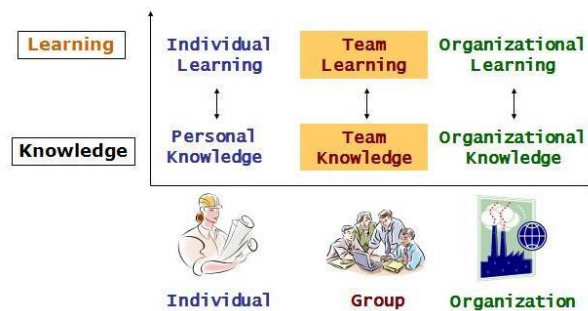 Learning
Individual
Learning
Team
Learning
Organizational
Learning
Knowledge
Personal
Knowledge
Team
Knowledge
Organizational
Knowledge
Individual
Group
Organization